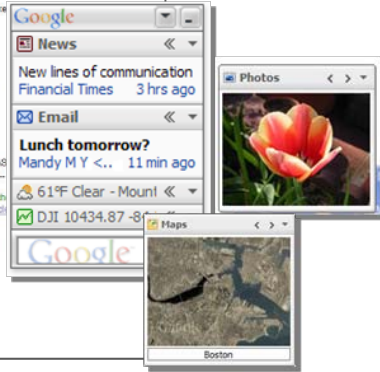 Google
News
New lines of communication
Financial Times 3 hrs ago
Email
Lunch tomorrow?
Mandy M Y <.. 11 min ago
61°F Clear - Mount
DJI 10434.87
Google
Photos
Maps
Boston